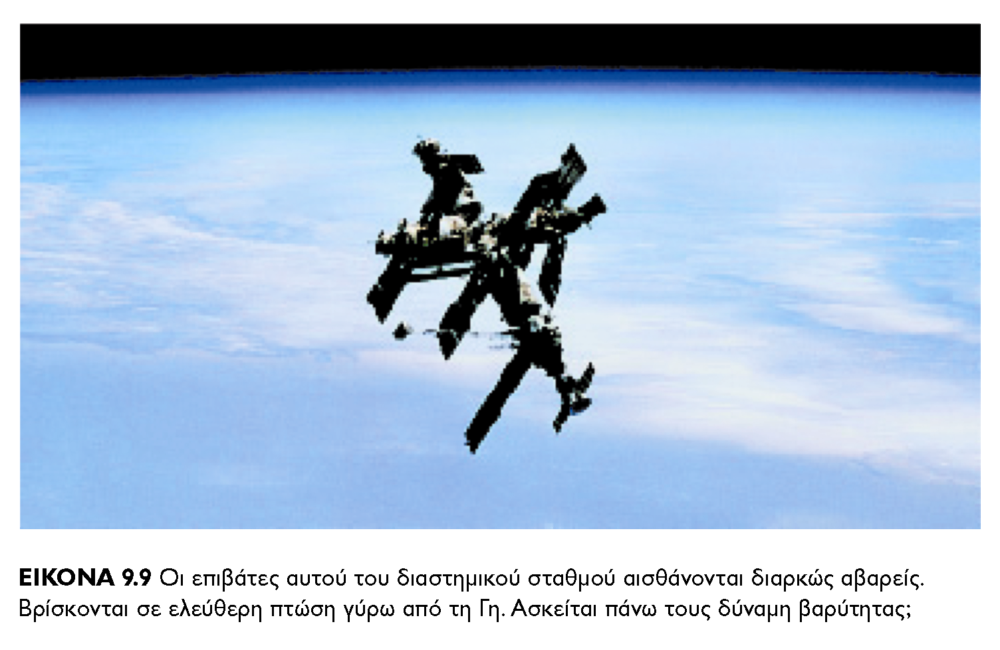 ΕΙΚΟΝΑ 9.9 Οι επιβάτες αυτού του διαστημικού σταθμού αισθάνονται διαρκώς αβαρείς.
Βρίσκονται σε ελεύθερη πτώση γύρω από τη Γη. Ασκείται πάνω τους δύναμη βαρύτητας;